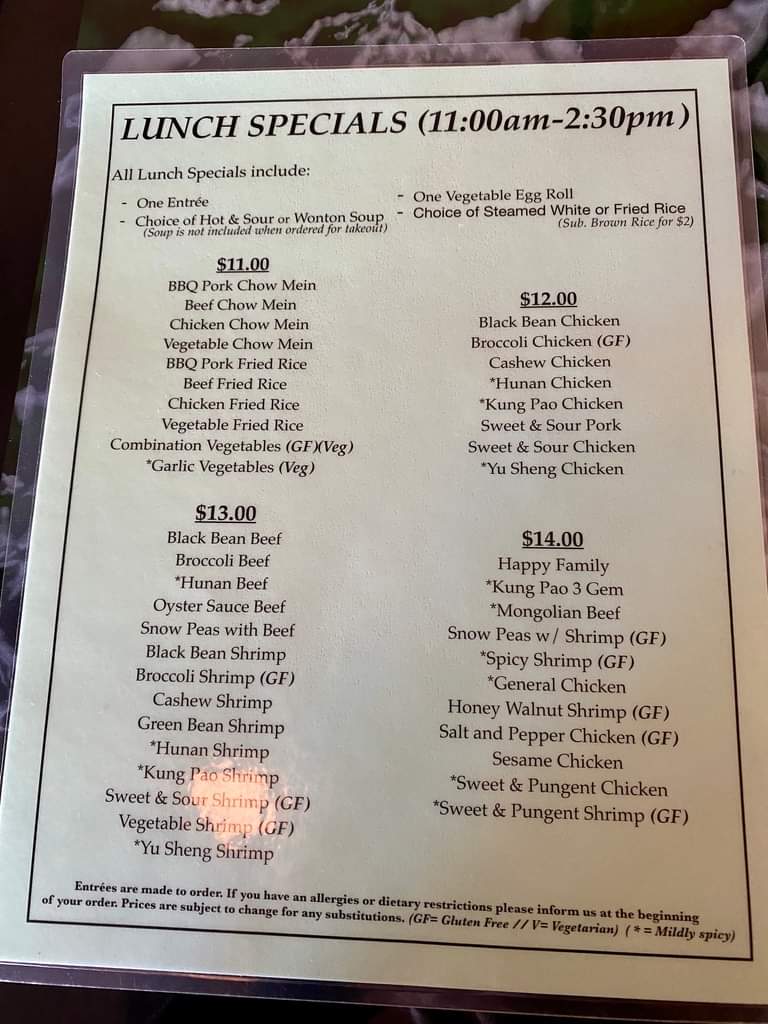 LUNCH SPECIALS (11:00am-2:30pm)
All Lunch Specials include:
- One Entrée
- Choice of Hot & Sour or Wonton Soup
(Soup is not included when ordered for takeout)
- One Vegetable Egg Roll
- Choice of Steamed White or Fried Rice
(Sub. Brown Rice for $2)
$11.00
BBQ Pork Chow Mein
Beef Chow Mein
Chicken Chow Mein
Vegetable Chow Mein
BBQ Pork Fried Rice
Beef Fried Rice
Chicken Fried Rice
Vegetable Fried Rice
Combination Vegetables (GF)(Veg)
*Garlic Vegetables (Veg)
$12.00
Black Bean Chicken
Broccoli Chicken (GF)
Cashew Chicken
*Hunan Chicken
*Kung Pao Chicken
Sweet & Sour Pork
Sweet & Sour Chicken
*Yu Sheng Chicken
$13.00
Black Bean Beef
Broccoli Beef
*Hunan Beef
Oyster Sauce Beef
Snow Peas with Beef
Black Bean Shrimp
Broccoli Shrimp (GF)
Cashew Shrimp
Green Bean Shrimp
*Hunan Shrimp
*Kung Pao Shrimp
Sweet & Sour Shrimp (GF)
Vegetable Shrimp (GF)
*Yu Sheng Shrimp
$14.00
Happy Family
*Kung Pao 3 Gem
*Mongolian Beef
Snow Peas w/ Shrimp (GF)
*Spicy Shrimp (GF)
*General Chicken
Honey Walnut Shrimp (GF)
Salt and Pepper Chicken (GF)
Sesame Chicken
*Sweet & Pungent Chicken
*Sweet & Pungent Shrimp (GF)
Entrées are made to order. If you have an allergies or dietary restrictions please inform us at the beginning
of your order. Prices are subject to change for any substitutions. (GF= Gluten Free // V= Vegetarian) ( * = Mildly spicy)